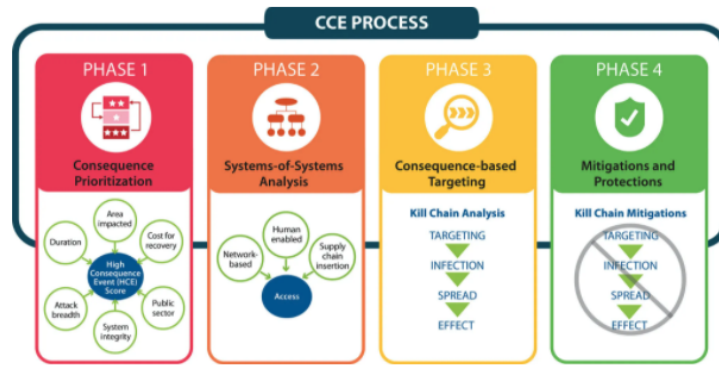 CCE PROCESS
PHASE 1
Consequence
Prioritization
Area
impacted
Duration
Cost for
recovery
High
Consequence
Event (HCE)
Score
Attack
breadth
Public
sector
System
integrity
PHASE 2
Systems-of-Systems
Analysis
Human
enabled
Network-
based
Supply
chain
insertion
Access
PHASE 3
Consequence-based
Targeting
Kill Chain Analysis
TARGETING
INFECTION
SPREAD
EFFECT
PHASE 4
Mitigations and
Protections
Kill Chain Mitigations
TARGETING
INFECTION
SPREAD
EFFECT